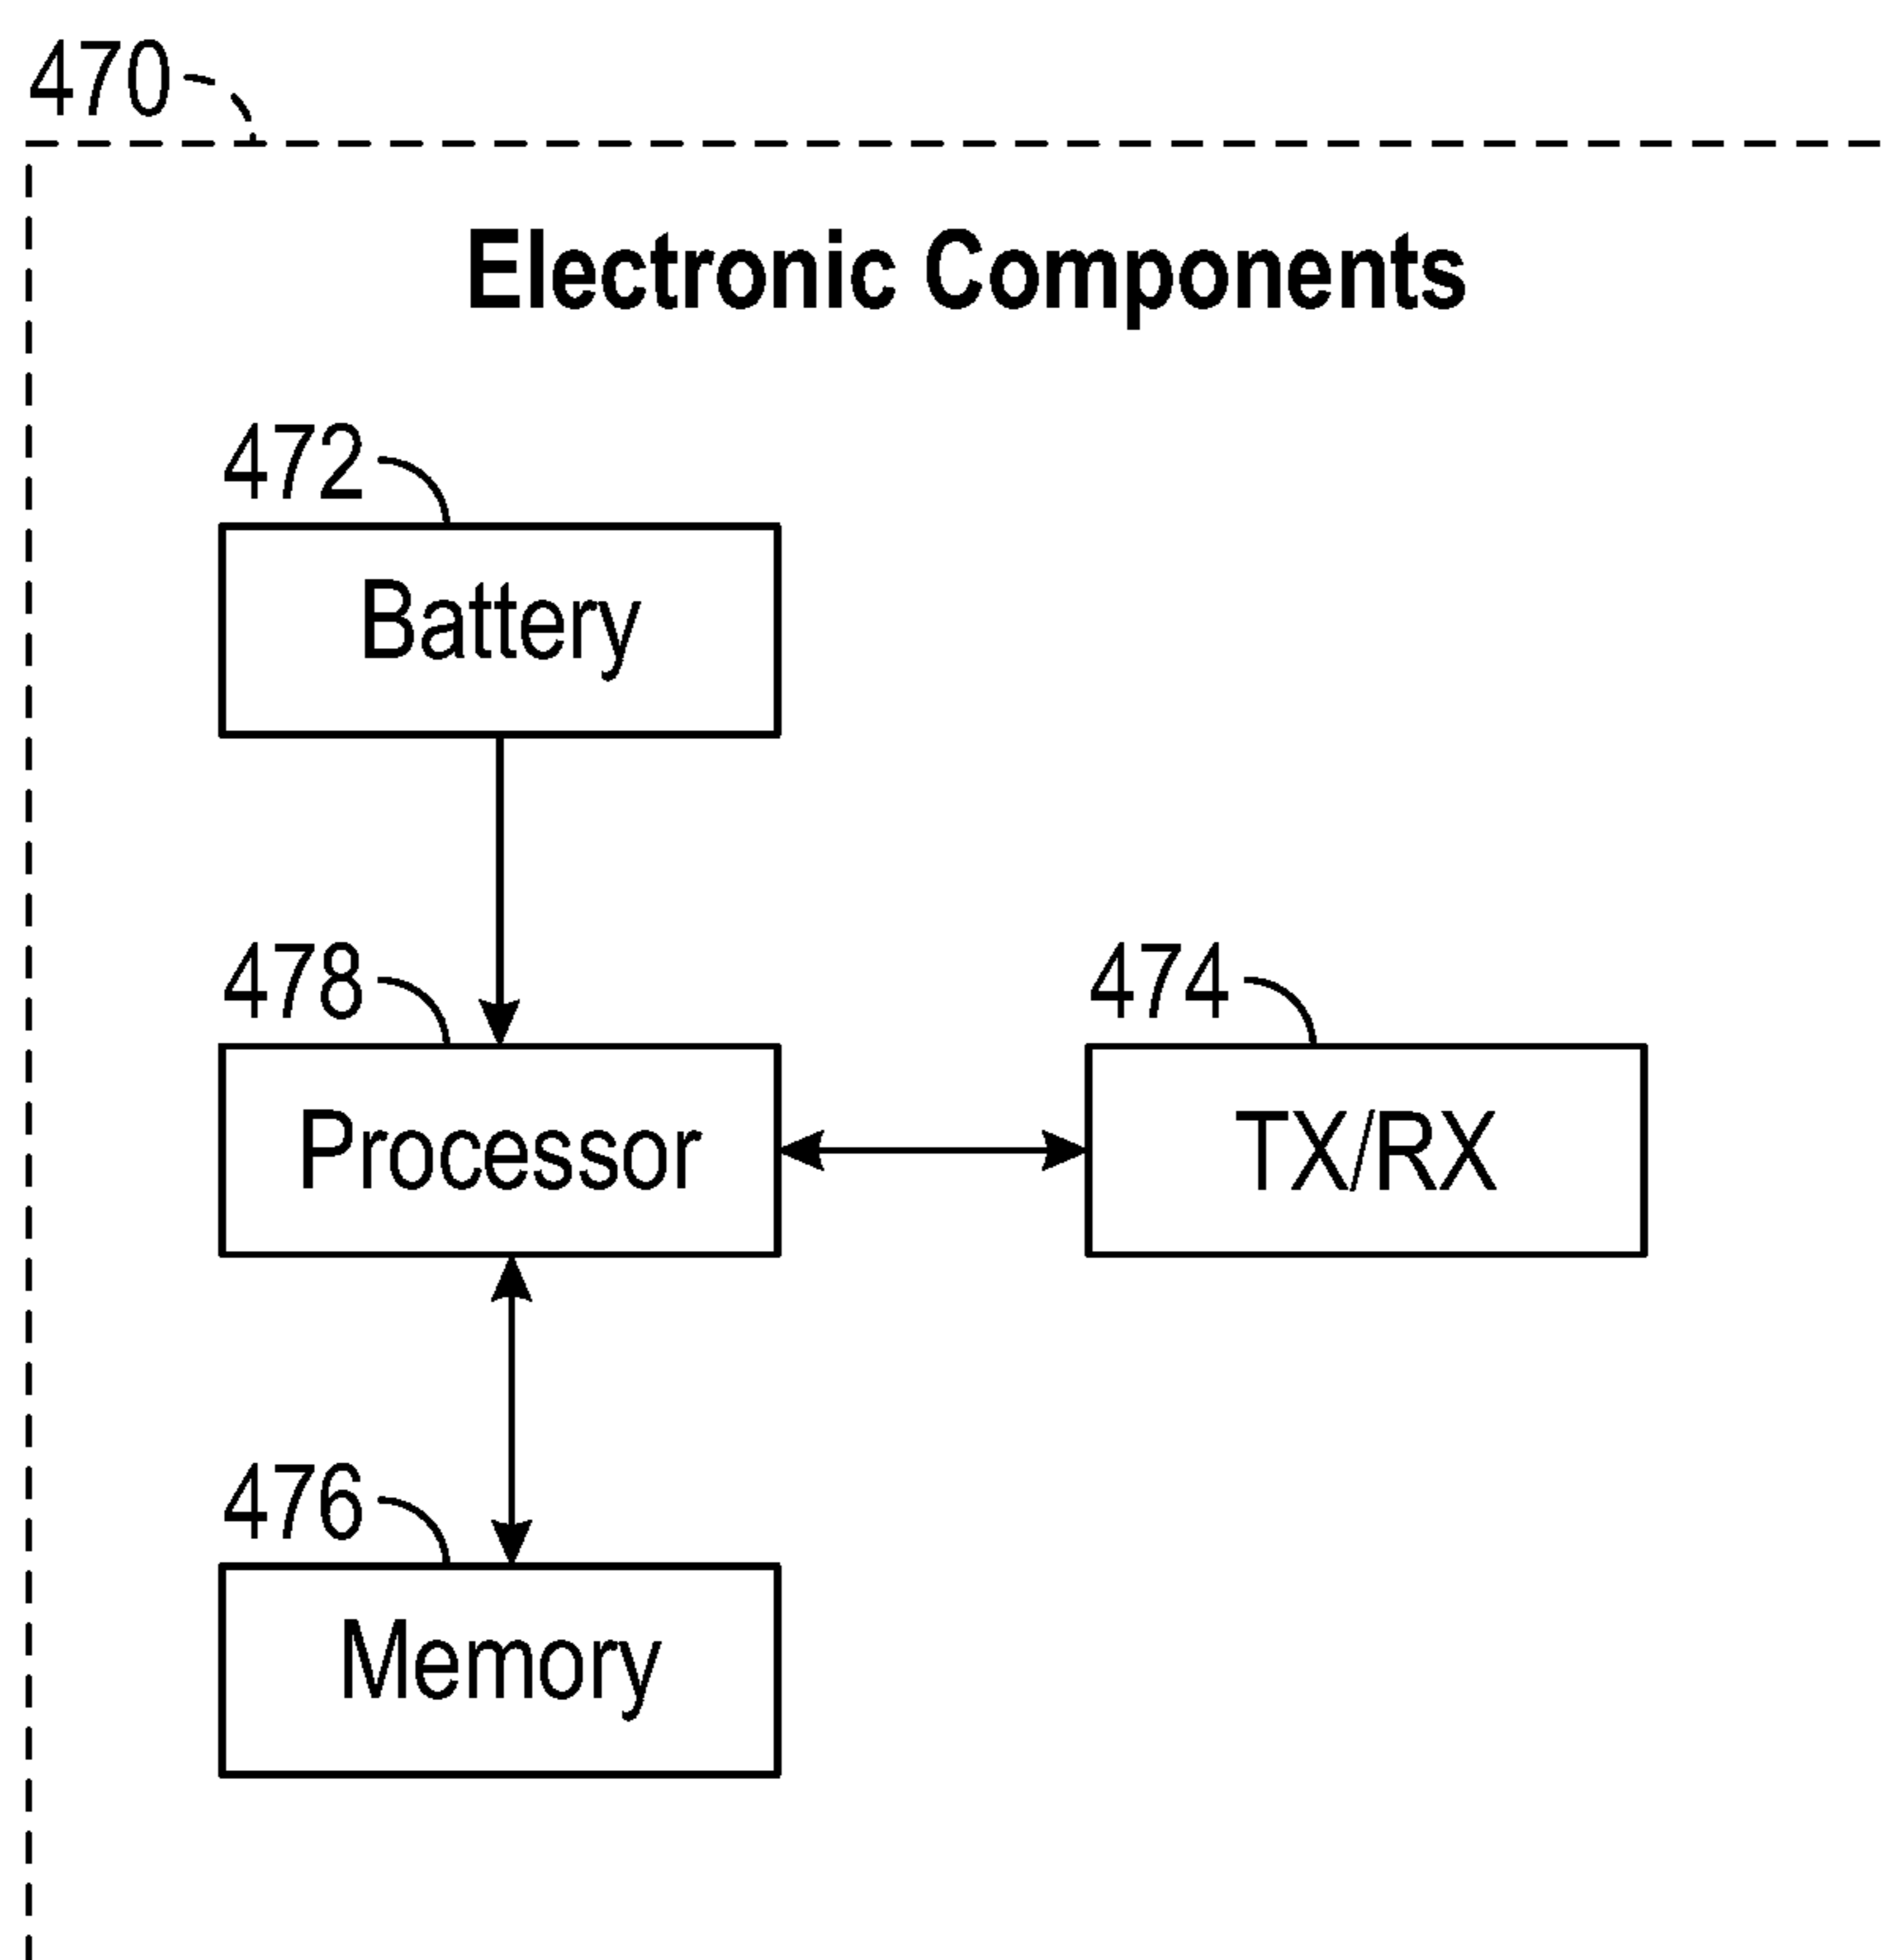 470
Electronic Components
472
Battery
478
Processor
474
TX/RX
476
Memory